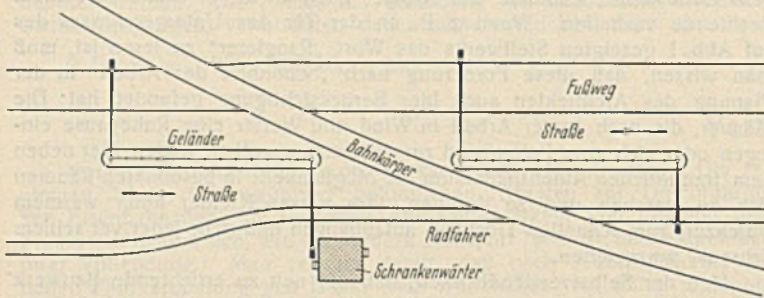 Fußweg
Straße
Geländer
Bahnkörper
Straße
Radfahrer
Schrankenwärter